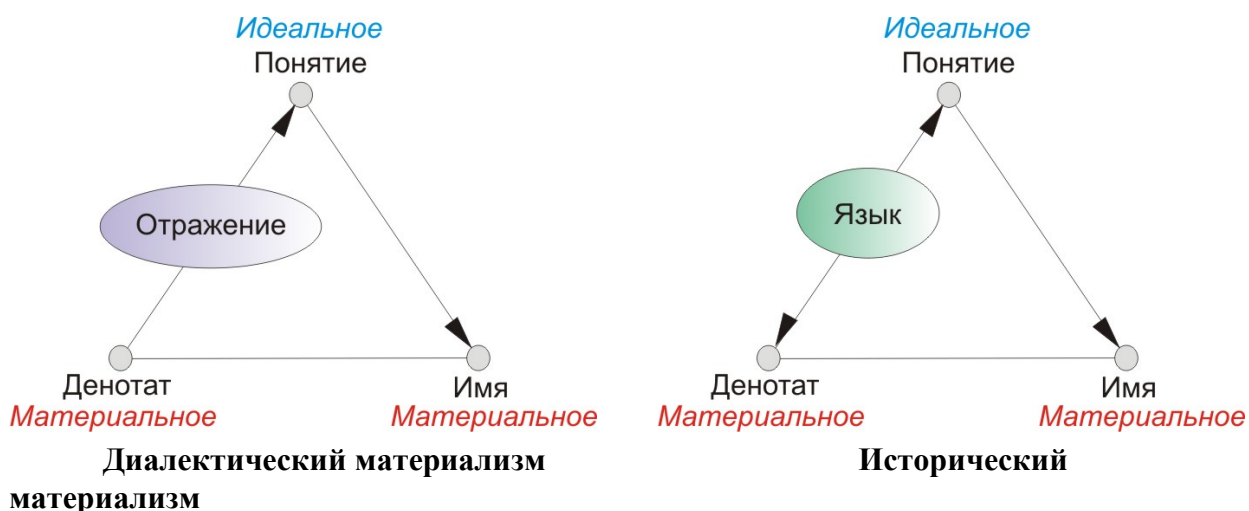 Идеальное Идеальное
Понятие Понятие
Отражение Язык
Денотат Имя Денотат Имя
Материальное Материальное Материальное Материальное
Диалектический материализм Исторический
материализм